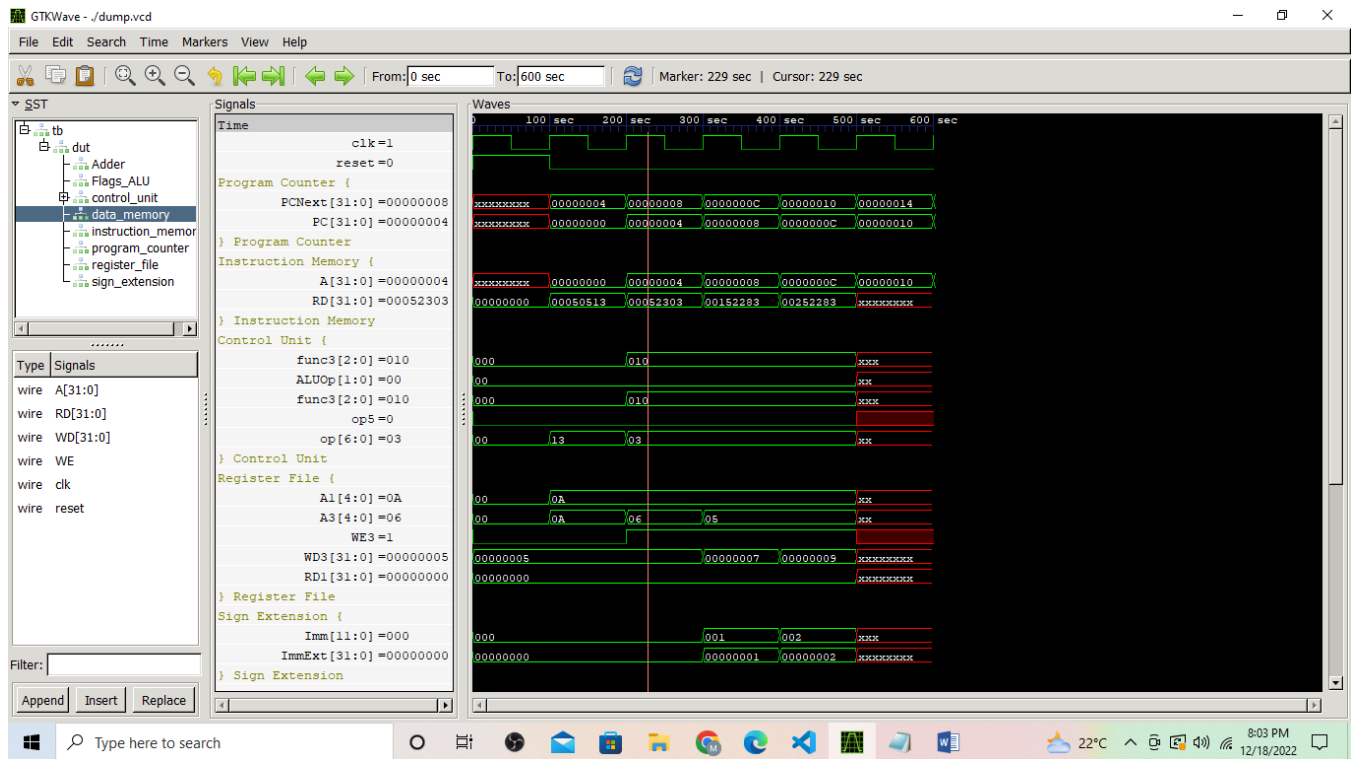 GTKWave - ./dump.vcd
File Edit Search Time Markers View Help
From: 0 sec To: 600 sec Marker: 229 sec | Cursor: 229 sec
SST
tb
dut
Adder
Flags_ALU
control_unit
data_memory
instruction_memor
program_counter
register_file
sign_extension
Type Signals
wire A[31:0]
wire RD[31:0]
wire WD[31:0]
wire WE
wire clk
wire reset
Filter:
Append Insert Replace
Signals
Time
clk=1
reset=0
Program Counter {
PCNext[31:0]=00000008
PC[31:0]=00000004
} Program Counter
Instruction Memory {
A[31:0]=00000004
RD[31:0]=00052303
} Instruction Memory
Control Unit {
func3[2:0]=010
ALUOp[1:0]=00
func3[2:0]=010
op5=0
op[6:0]=03
} Control Unit
Register File {
A1[4:0]=0A
A3[4:0]=06
WE3=1
WD3[31:0]=00000005
RD1[31:0]=00000000
} Register File
Sign Extension {
Imm[11:0]=000
ImmExt[31:0]=00000000
} Sign Extension
Waves
0 100 sec 200 sec 300 sec 400 sec 500 sec 600 sec
xxxxxxxx 00000004 00000008 0000000C 00000010 00000014
xxxxxxxx 00000000 00000004 00000008 0000000C 00000010
xxxxxxxx 00000000 00000004 00000008 0000000C 00000010
00000000 00050513 00052303 00152283 00252283 xxxxxxxx
000 010 xxx
00 xx
000 010 xxx
00 13 03 xx
00 0A xx
00 0A 06 05 xx
00000005 00000007 00000009 xxxxxxxx
00000000 xxxxxxxx
000 001 002 xxx
00000000 00000001 00000002 xxxxxxxx
Type here to search
22°C
8:03 PM
12/18/2022